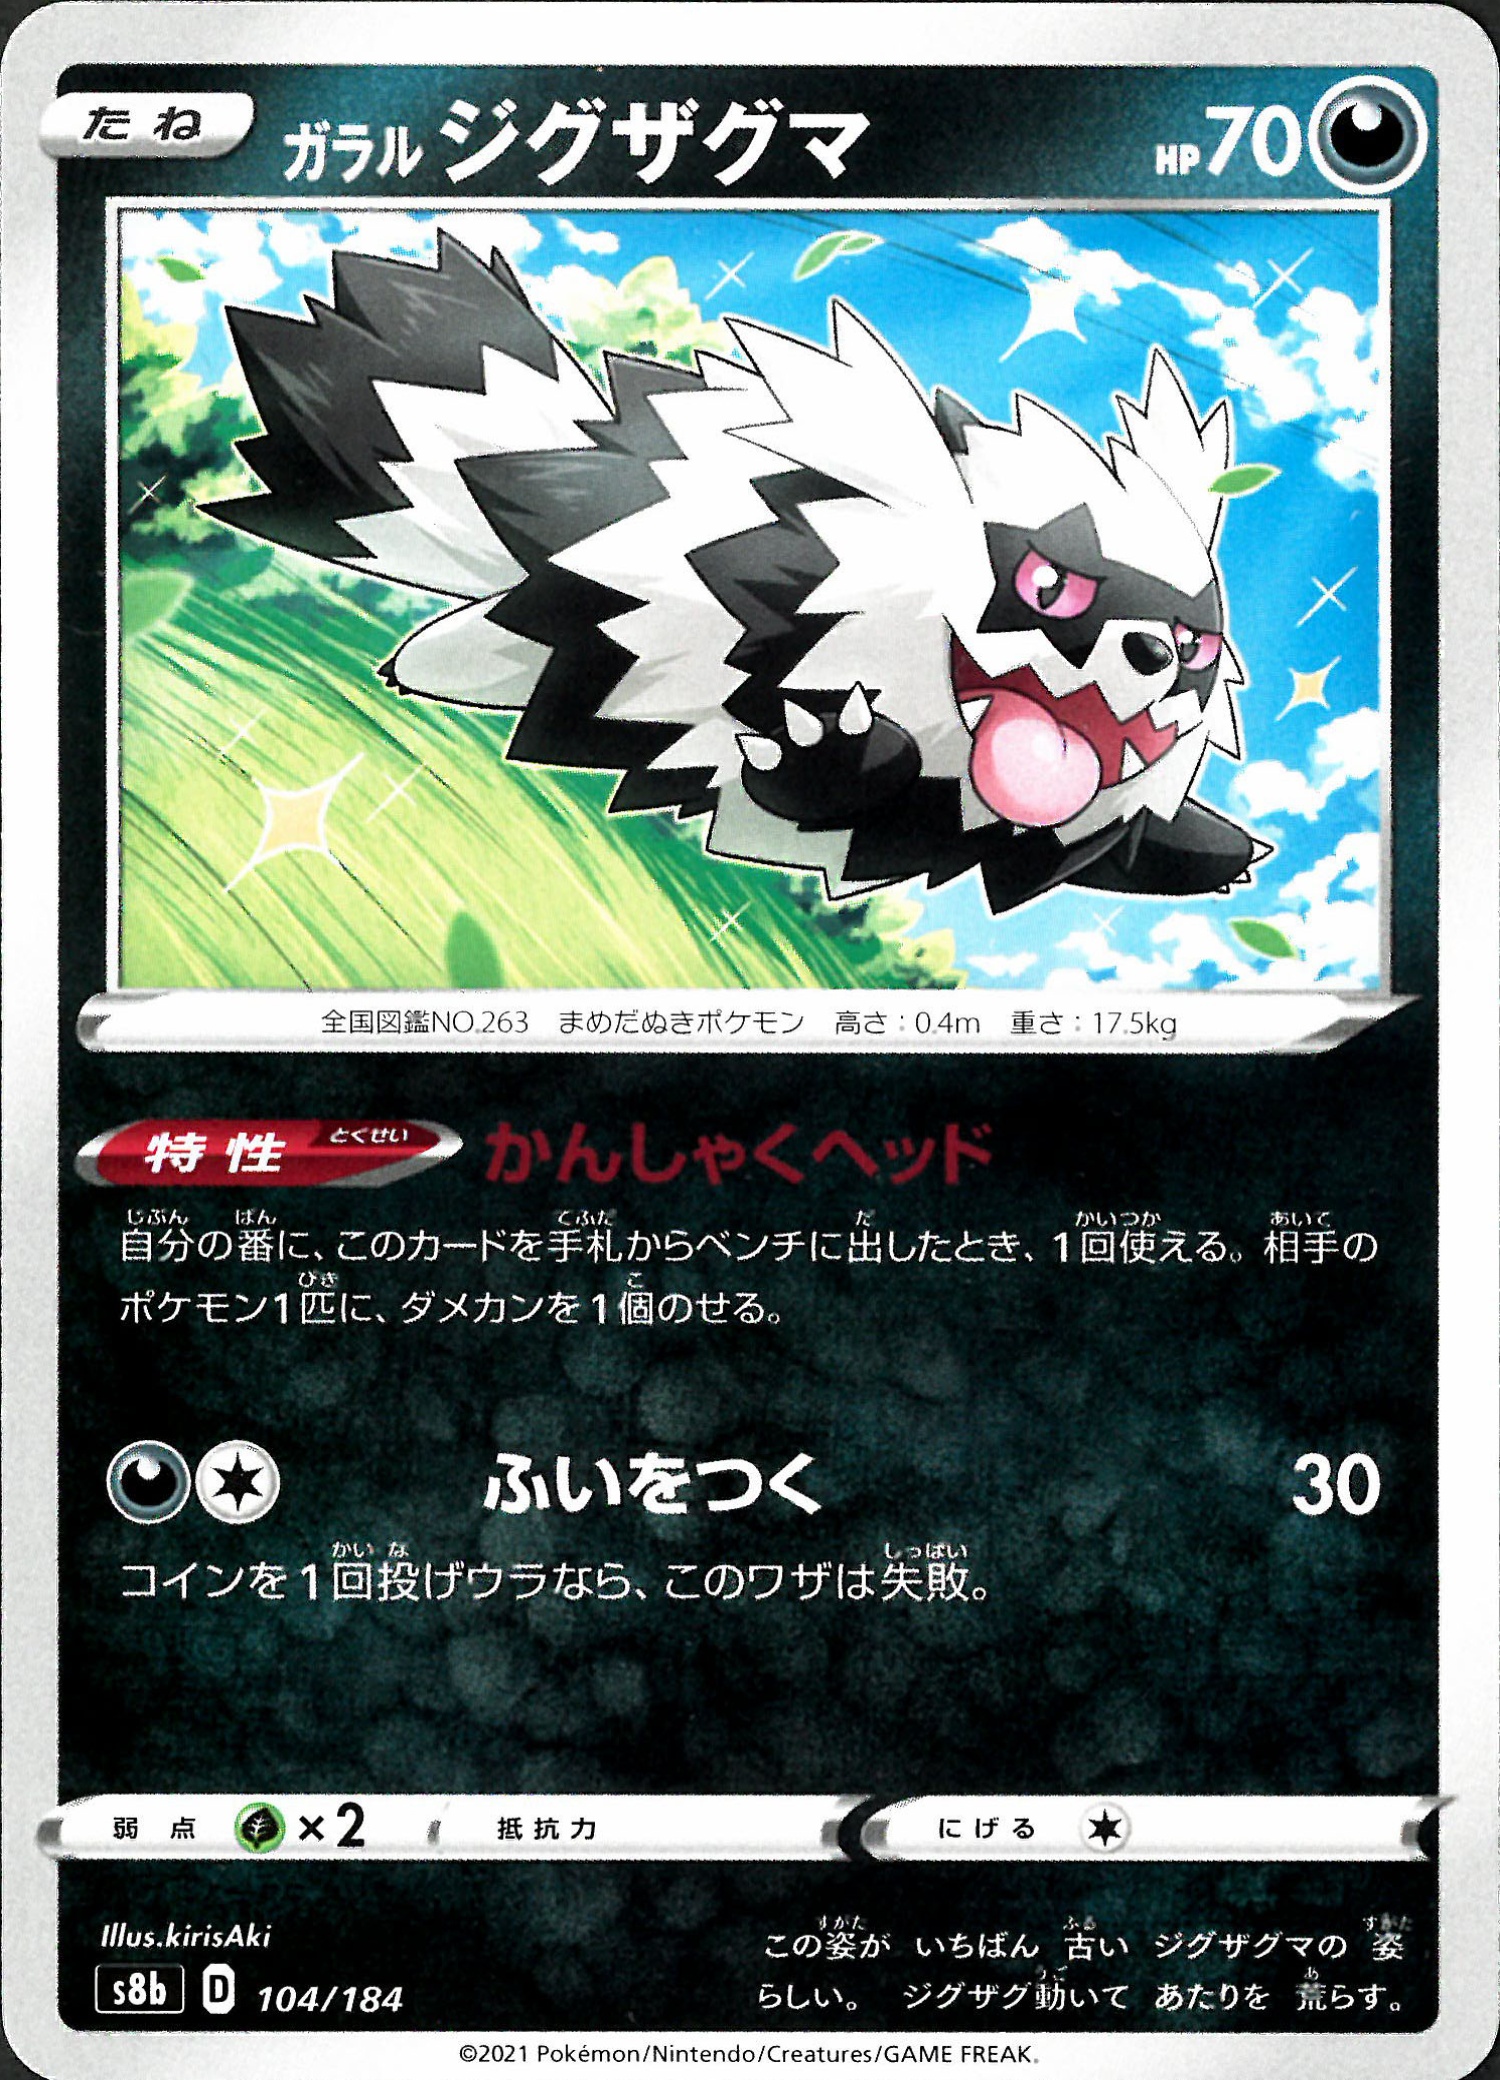 たね ガラル ジグザグマ HP70
全国図鑑NO.263 まめだぬきポケモン 高さ：0.4m 重さ：17.5kg
特性 とくせい かんしゃくヘッド
じぶん ばん てふだ だ かいつか あいて
自分の番に、このカードを手札からベンチに出したとき、1回使える。相手の
びき こ
ポケモン1匹に、ダメカンを1個のせる。
ふいをつく 30
かい な しっぱい
コインを1回投げウラなら、このワザは失敗。
弱点 ×2 抵抗力 にげる
Illus.kirisAki
すがた ふる すがた
この姿が いちばん 古い ジグザグマの 姿
うご あ
らしい。 ジグザグ動いて あたりを 荒らす。
s8b D 104/184
©2021 Pokémon/Nintendo/Creatures/GAME FREAK.